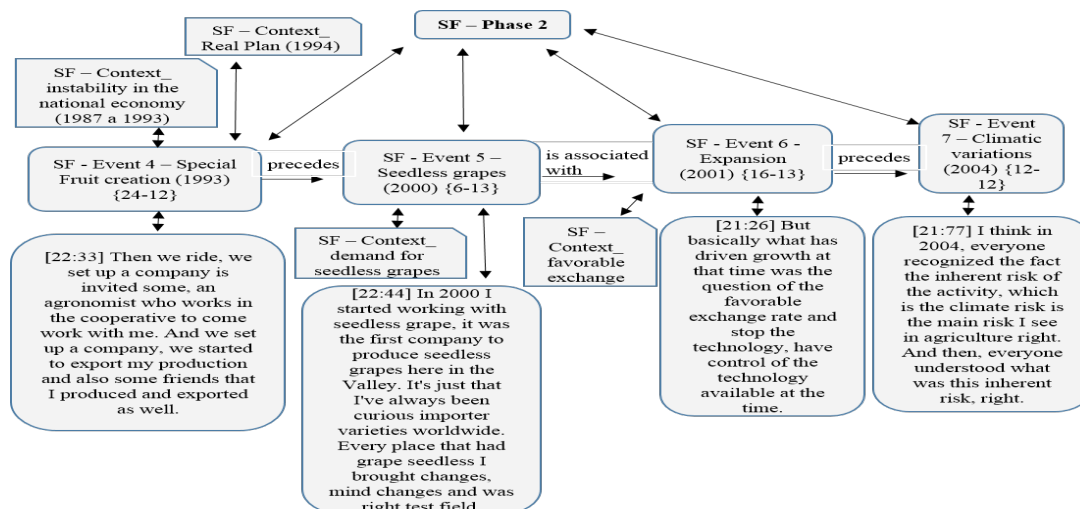 SF – Phase 2
SF – Context_
Real Plan (1994)
SF – Context_
instability in the
national economy
(1987 a 1993)
SF - Event 4 – Special
Fruit creation (1993)
{24-12}
precedes
SF - Event 5 –
Seedless grapes
(2000) {6-13}
is associated
with
SF - Event 6 -
Expansion
(2001) {16-13}
precedes
SF - Event
7 – Climatic
variations
(2004) {12-
12}
[22:33] Then we ride, we
set up a company is
invited some, an
agronomist who works in
the cooperative to come
work with me. And we set
up a company, we started
to export my production
and also some friends that
I produced and exported
as well.
SF – Context_
demand for
seedless grapes
[22:44] In 2000 I
started working with
seedless grape, it was
the first company to
produce seedless
grapes here in the
Valley. It's just that
I've always been
curious importer
varieties worldwide.
Every place that had
grape seedless I
brought changes,
mind changes and was
right test field.
SF –
Context_
favorable
exchange
[21:26] But
basically what has
driven growth at
that time was the
question of the
favorable
exchange rate and
stop the
technology, have
control of the
technology
available at the
time.
[21:77] I think in
2004, everyone
recognized the fact
the inherent risk of
the activity, which
is the climate risk is
the main risk I see
in agriculture right.
And then, everyone
understood what
was this inherent
risk, right.